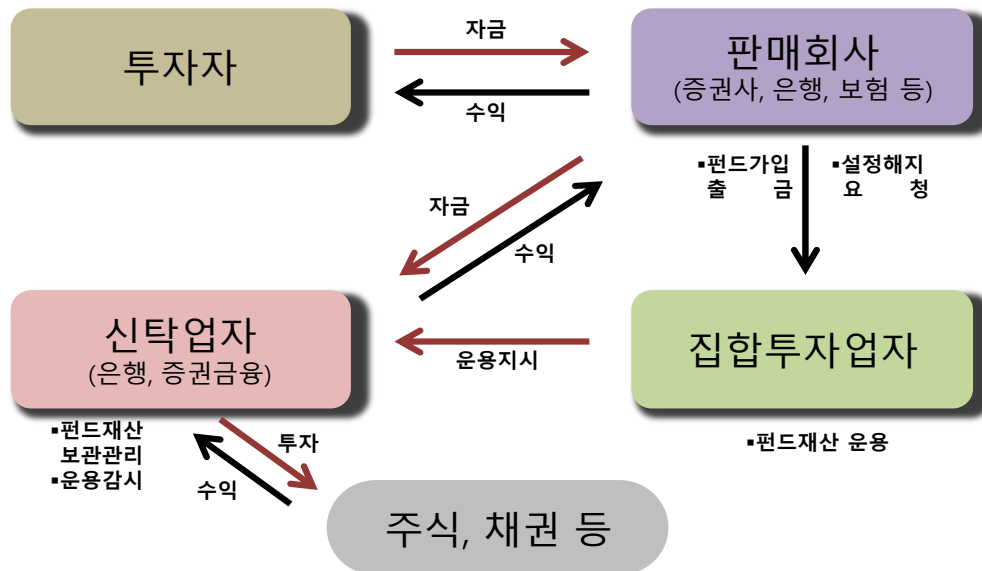 투자자
자금
수익
판매회사
(증권사, 은행, 보험 등)
▪펀드가입
출 금
▪설정해지
요 청
자금
수익
신탁업자
(은행, 증권금융)
운용지시
집합투자업자
▪펀드재산
보관관리
▪운용감시
투자
수익
▪펀드재산 운용
주식, 채권 등